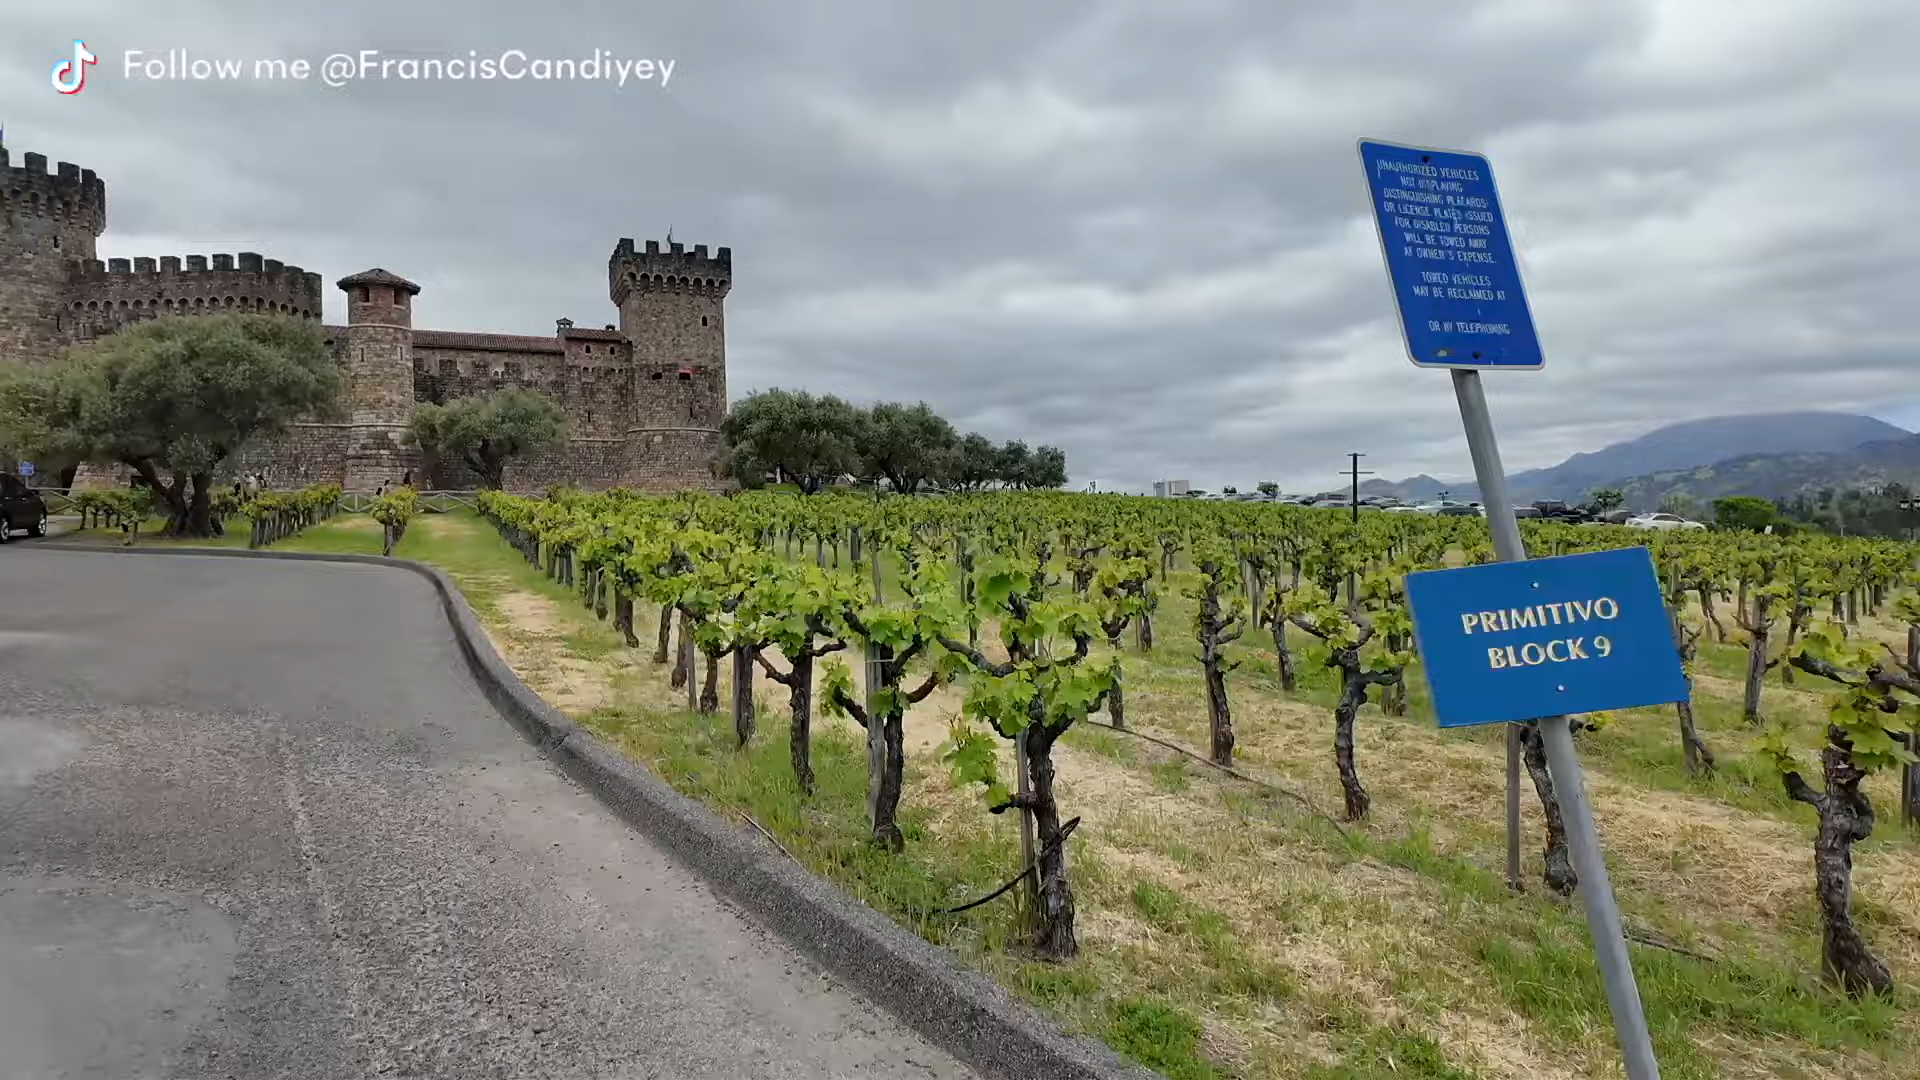 Follow me @FrancisCandiyey
UNAUTHORIZED VEHICLES
NOT DISPLAYING
DISTINGUISHING PLACARDS
OR LICENSE PLATES ISSUED
FOR DISABLED PERSONS
WILL BE TOWED AWAY
AT OWNER'S EXPENSE.
TOWED VEHICLES
MAY BE RECLAIMED AT
OR BY TELEPHONING
PRIMITIVO
BLOCK 9